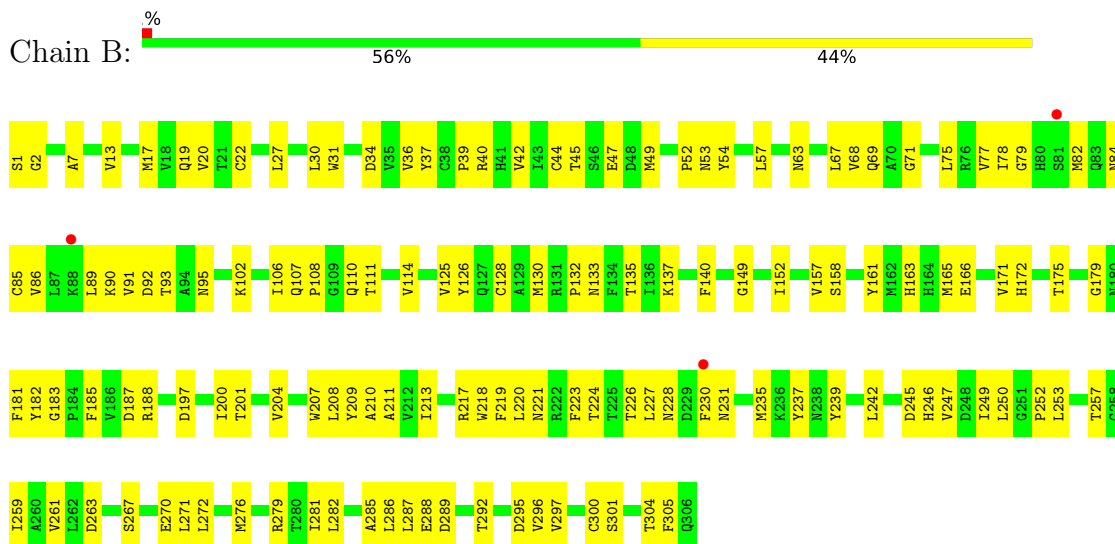 .%
Chain B:
56% 44%
S1 G2 A7 V13 M17 V18 Q19 V20 T21 C22 L27 L30 W31 D34 V35 V36 Y37 C38 P39 R40 H41 V42 I43 C44 T45 S46 E47 D48 M49 P52 N53 Y54 L57 N63 L67 V68 Q69 A70 G71 L75 R76 V77 I78 G79 H80 S81 M82 Q83 N84
C85 V86 L87 K88 L89 K90 V91 D92 T93 A94 N95 K102 I106 Q107 P108 G109 Q110 T111 V114 V125 Y126 Q127 C128 A129 M130 R131 P132 N133 F134 T135 I136 K137 F140 G149 I152 V157 S158 Y161 M162 H163 H164 M165 E166 V171 H172 T175 G179 N180
F181 Y182 G183 P184 F185 V186 D187 R188 D197 I200 T201 V204 W207 L208 Y209 A210 A211 V212 I213 R217 W218 F219 L220 N221 R222 F223 T224 T225 T226 L227 N228 D229 F230 N231 M235 K236 Y237 N238 Y239 L242 D245 H246 V247 D248 I249 L250 G251 P252 L253 T257 G258
I259 A260 V261 L262 D263 S267 E270 L271 L272 M276 R279 T280 I281 L282 A285 L286 L287 E288 D289 T292 D295 V296 V297 C300 S301 T304 F305 Q306